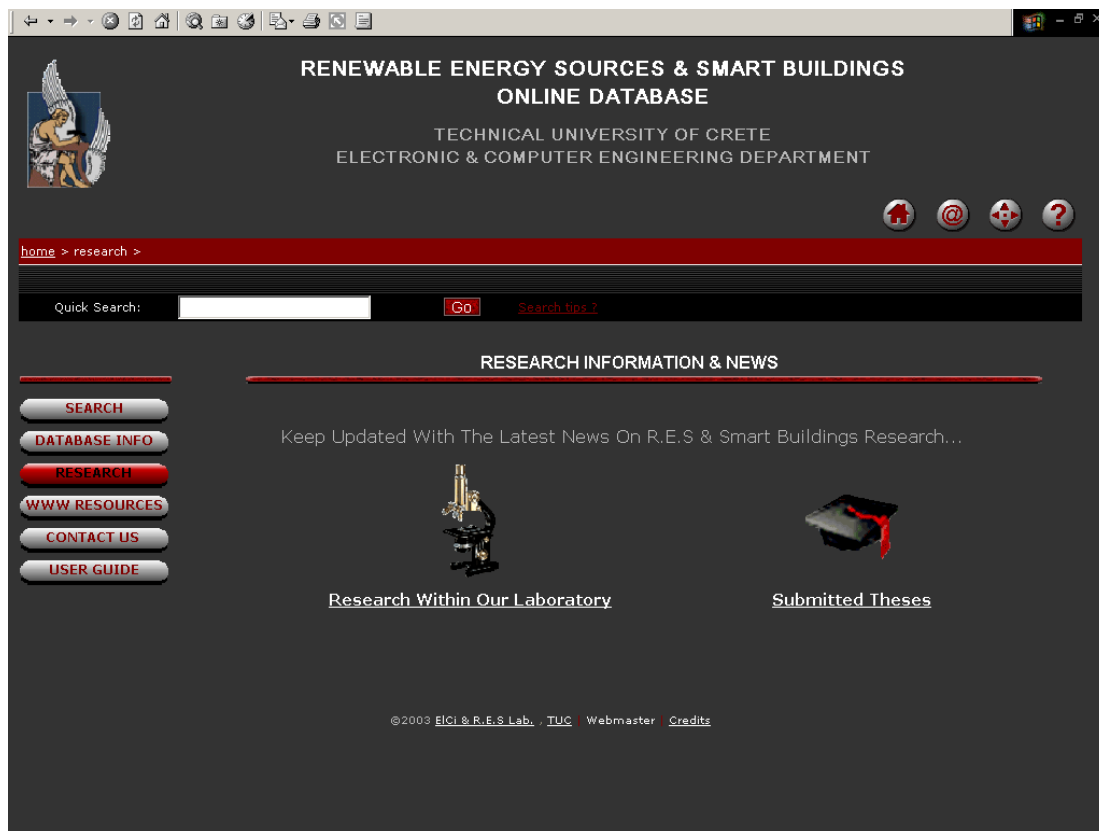 RENEWABLE ENERGY SOURCES & SMART BUILDINGS
ONLINE DATABASE
TECHNICAL UNIVERSITY OF CRETE
ELECTRONIC & COMPUTER ENGINEERING DEPARTMENT
@ ?
home > research >
Quick Search: Go Search tips ?
RESEARCH INFORMATION & NEWS
SEARCH
DATABASE INFO
RESEARCH
WWW RESOURCES
CONTACT US
USER GUIDE
Keep Updated With The Latest News On R.E.S & Smart Buildings Research...
Research Within Our Laboratory
Submitted Theses
©2003 ElCi & R.E.S Lab. , TUC | Webmaster | Credits